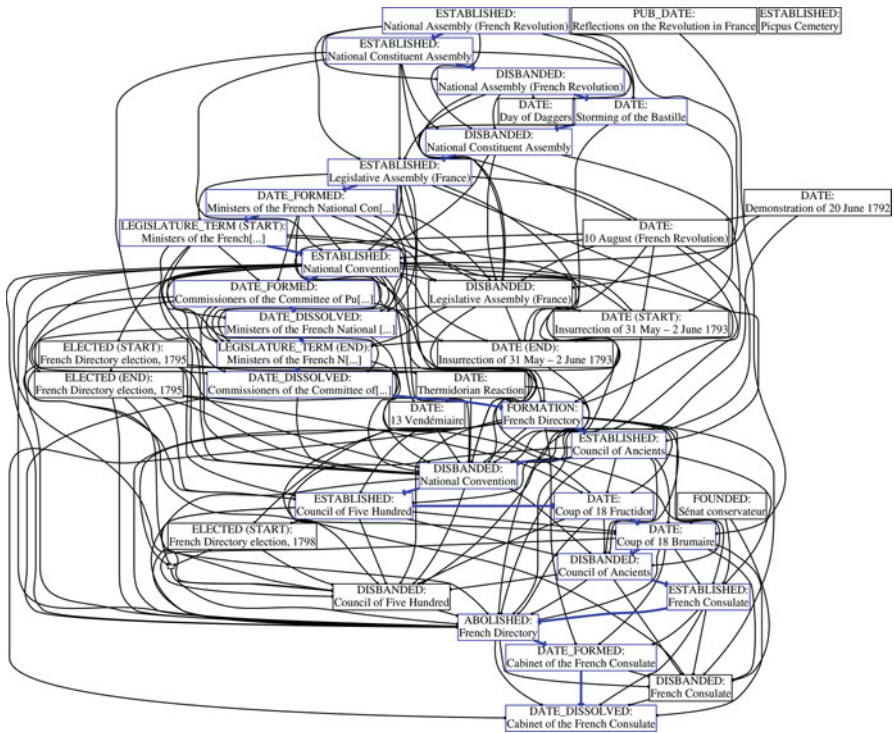 ESTABLISHED:
National Assembly (French Revolution)
PUB_DATE:
Reflections on the Revolution in France
ESTABLISHED:
Picpus Cemetery
ESTABLISHED:
National Constituent Assembly
DISBANDED:
National Assembly (French Revolution)
DATE:
Day of Daggers
DATE:
Storming of the Bastille
DISBANDED:
National Constituent Assembly
ESTABLISHED:
Legislative Assembly (France)
DATE_FORMED:
Ministers of the French National Con[...]
DATE:
Demonstration of 20 June 1792
LEGISLATURE_TERM (START):
Ministers of the French[...]
DATE:
10 August (French Revolution)
ESTABLISHED:
National Convention
DATE_FORMED:
Commissioners of the Committee of Pu[...]
DISBANDED:
Legislative Assembly (France)
DATE_DISSOLVED:
Ministers of the French National [...]
DATE (START):
Insurrection of 31 May – 2 June 1793
ELECTED (START):
French Directory election, 1795
LEGISLATURE_TERM (END):
Ministers of the French N[...]
DATE (END):
Insurrection of 31 May – 2 June 1793
ELECTED (END):
French Directory election, 1795
DATE_DISSOLVED:
Commissioners of the Committee of[...]
DATE:
Thermidorian Reaction
DATE:
13 Vendémiaire
FORMATION:
French Directory
ESTABLISHED:
Council of Ancients
DISBANDED:
National Convention
ESTABLISHED:
Council of Five Hundred
DATE:
Coup of 18 Fructidor
FOUNDED:
Sénat conservateur
ELECTED (START):
French Directory election, 1798
DATE:
Coup of 18 Brumaire
DISBANDED:
Council of Ancients
DISBANDED:
Council of Five Hundred
ESTABLISHED:
French Consulate
ABOLISHED:
French Directory
DATE_FORMED:
Cabinet of the French Consulate
DISBANDED:
French Consulate
DATE_DISSOLVED:
Cabinet of the French Consulate